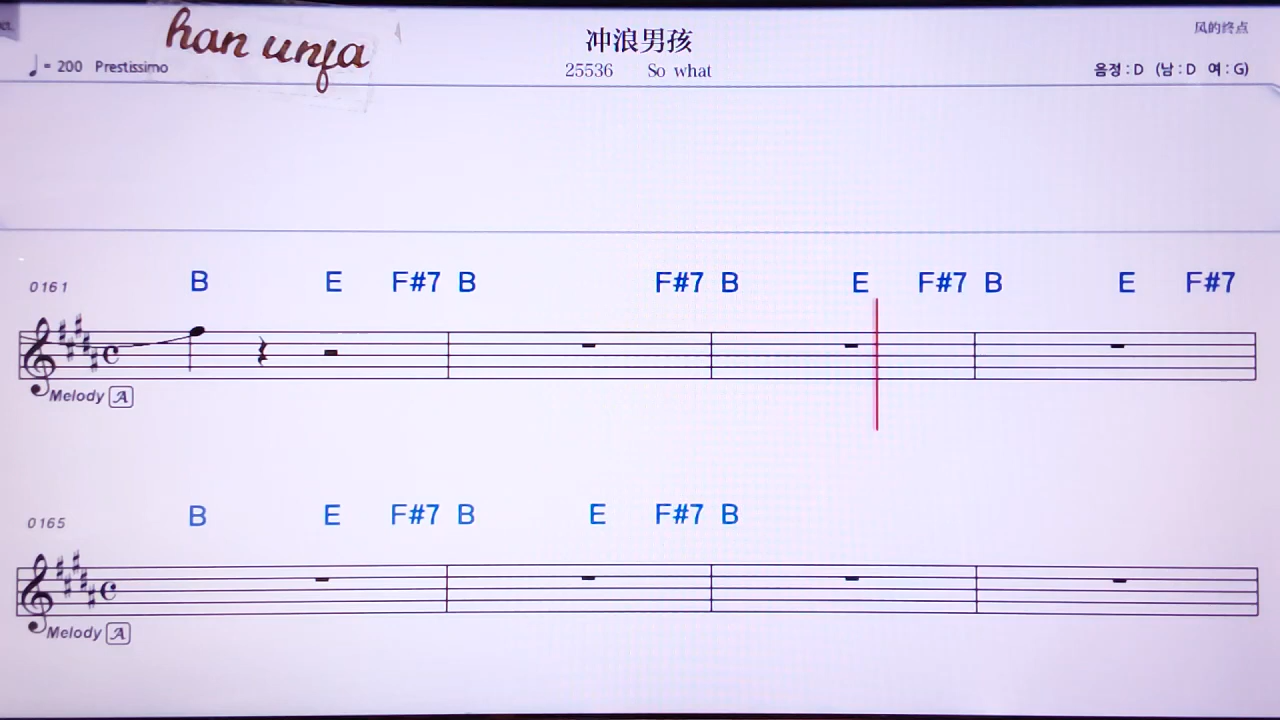 han unfa
冲浪男孩
风的终点
♩ = 200 Prestissimo
25536 So what
음정 : D (남 : D 여 : G)
0161
B E F#7 B F#7 B E F#7 B E F#7
Melody A
0165
B E F#7 B E F#7 B
Melody A